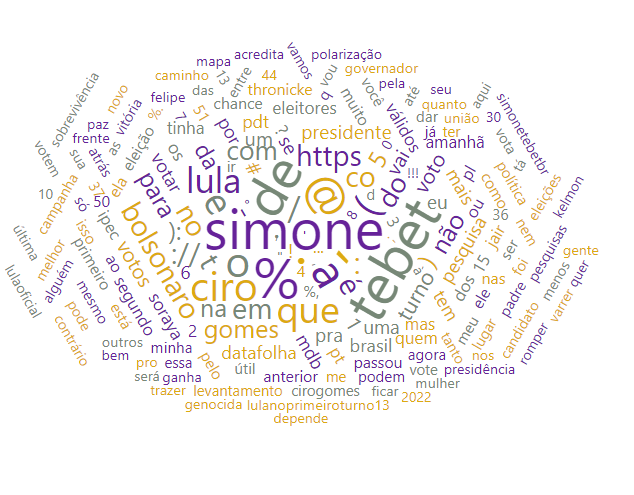 mapa
acredita
vamos
polarização
caminho
13
entre
q
vou
governador
sobrevivência
novo
felipe
das
44
thronicke
você
pela
até
seu
quanto
aqui
vitória
%.
7
51
chance
eleitores
muito
válidos
dar
união
30
simonetebetbr
paz
frente
atrás
as
eleição
tinha
por
pdt
um
?
se
presidente
já
ter
amanhã
vota
tá
votem
sua
os
da
com
#
https
co
5
0
vai
voto
pl
política
eleições
10
50
37
ela
ir
votar
lula
de
@
(
do
d
!!!
eu
mais
como
nem
kelmon
campanha
só
isso
ipec
para
no
e
/
8
3
não
ou
36
jair
última
melhor
primeiro
votos
bolsonaro
):
://
t
o
simone
%
:
a
'
tebet
pesquisa
dos
15
ser
foi
pesquisas
gente
lulaoficial
alguém
mesmo
ao
segundo
6
ciro
que
4
%,
é
à
turno
)
tem
meu
ele
nas
padre
menos
quer
contrário
pode
está
soraya
2
na
em
gomes
1
uma
mas
tanto
lugar
candidato
varrer
romper
outros
bem
minha
essa
pelo
datafolha
mdb
pra
brasil
quem
agora
nos
pro
será
ganha
útil
anterior
pt
me
passou
podem
vote
presidência
mulher
trazer
levantamento
cirogomes
ficar
2022
genocida
lulanoprimeiroturno13
depende